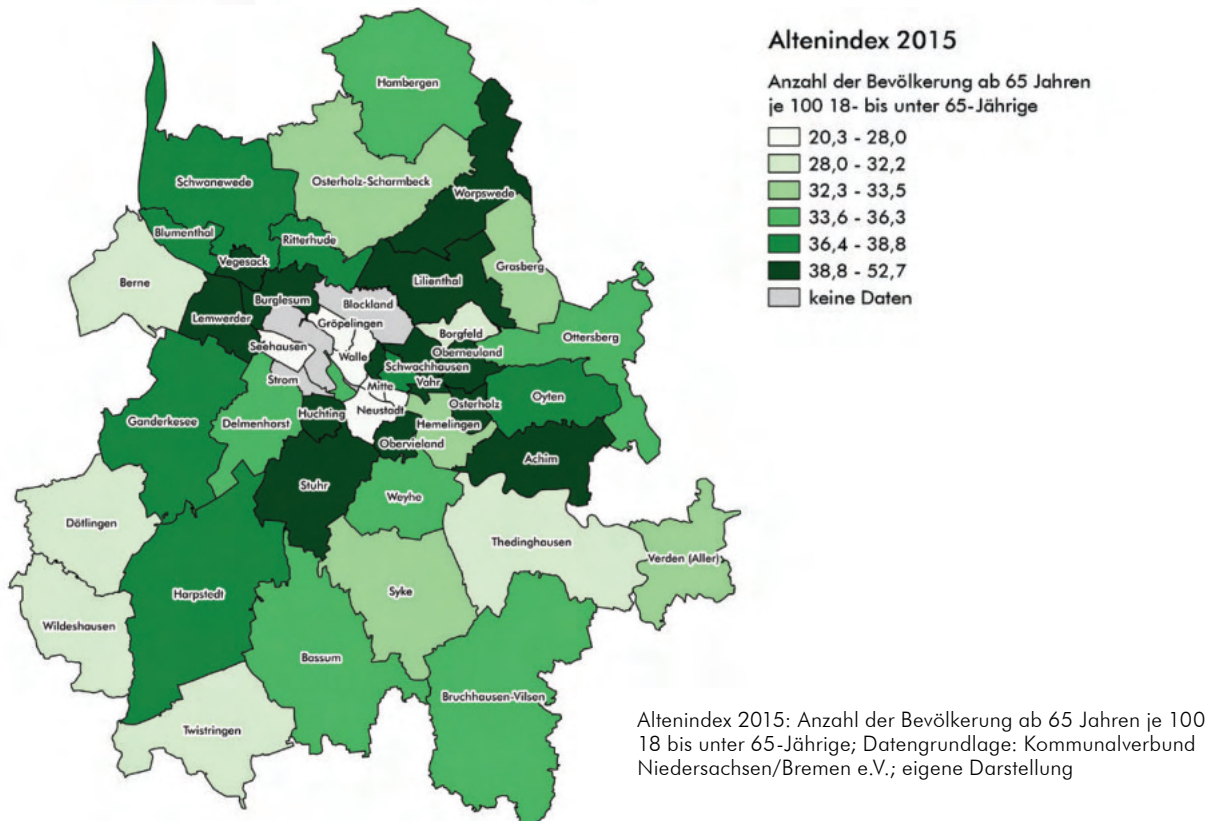 Altenindex 2015
Anzahl der Bevölkerung ab 65 Jahren
je 100 18- bis unter 65-Jährige
20,3 - 28,0
28,0 - 32,2
32,3 - 33,5
33,6 - 36,3
36,4 - 38,8
38,8 - 52,7
keine Daten
Hambergen
Schwanewede
Osterholz-Scharmbeck
Worpswede
Blumenthal
Ritterhude
Vegesack
Grasberg
Berne
Lilienthal
Burglesum
Blockland
Lemwerder
Gröpelingen
Borgfeld
Ottersberg
Seehausen
Walle
Oberneuland
Schwachhausen
Strom
Mitte
Vahr
Oyten
Huchting
Neustadt
Osterholz
Ganderkesee
Delmenhorst
Hemelingen
Obervieland
Achim
Stuhr
Weyhe
Dötlingen
Thedinghausen
Verden (Aller)
Harpstedt
Syke
Wildeshausen
Bassum
Bruchhausen-Vilsen
Twistringen
Altenindex 2015: Anzahl der Bevölkerung ab 65 Jahren je 100
18 bis unter 65-Jährige; Datengrundlage: Kommunalverbund
Niedersachsen/Bremen e.V.; eigene Darstellung